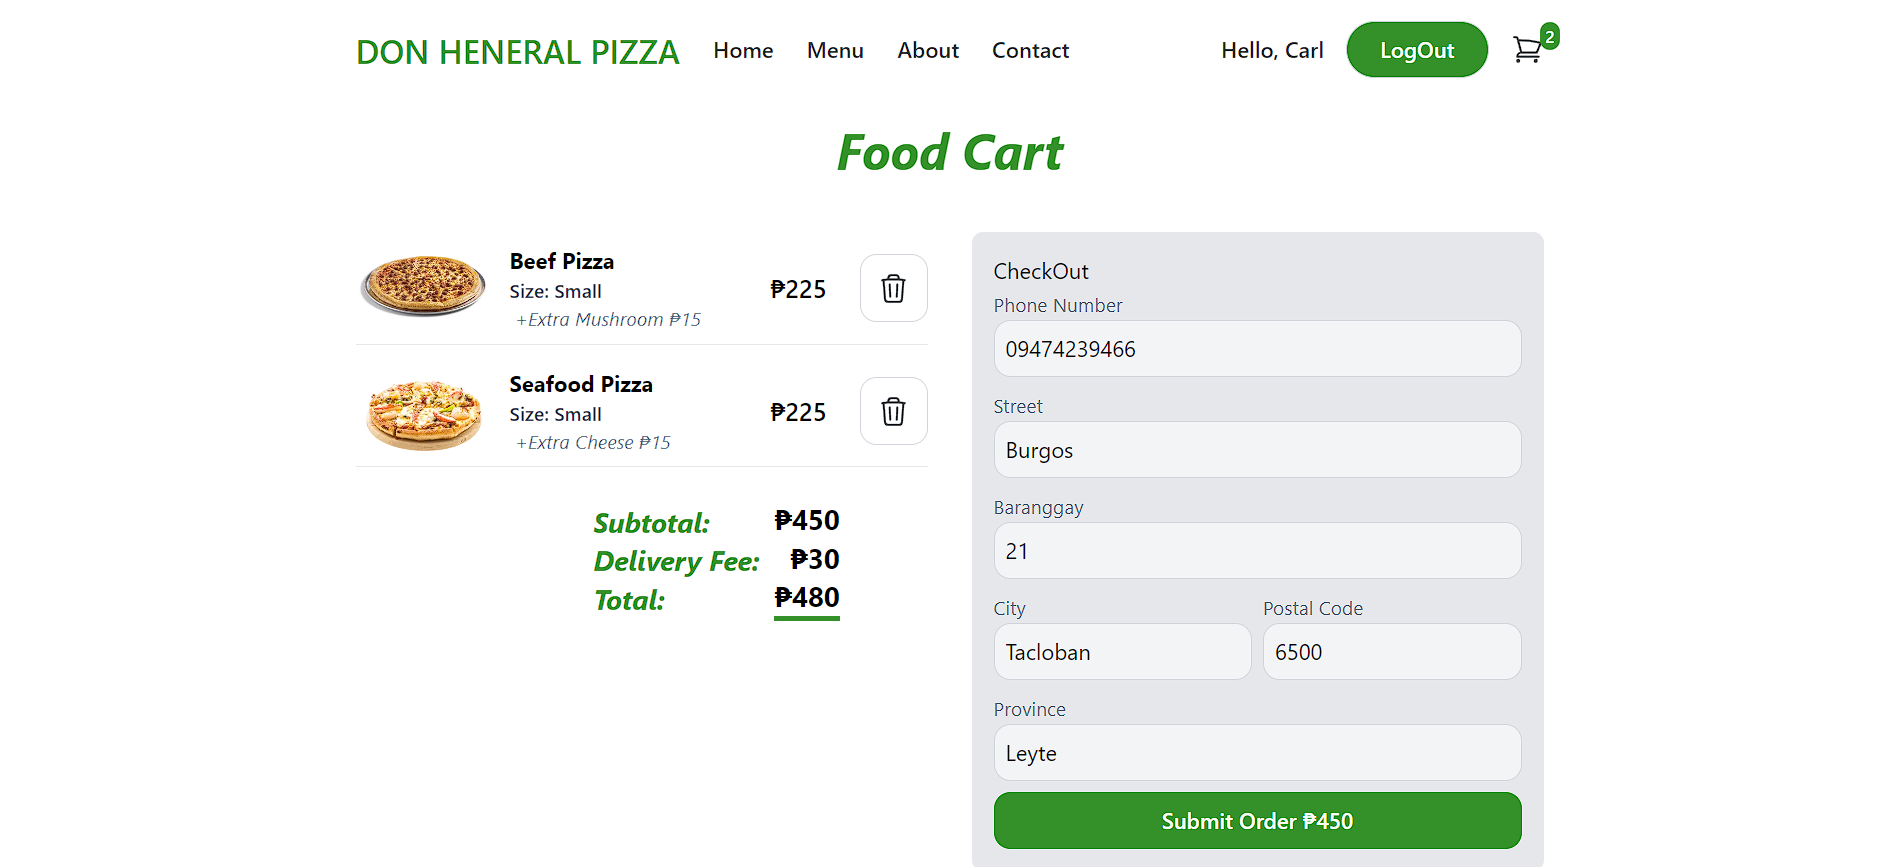 DON HENERAL PIZZA Home Menu About Contact Hello, Carl LogOut 2
Food Cart
Beef Pizza
Size: Small
+Extra Mushroom ₱15
₱225
Seafood Pizza
Size: Small
+Extra Cheese ₱15
₱225
Subtotal: ₱450
Delivery Fee: ₱30
Total: ₱480
CheckOut
Phone Number
09474239466
Street
Burgos
Baranggay
21
City Postal Code
Tacloban 6500
Province
Leyte
Submit Order ₱450